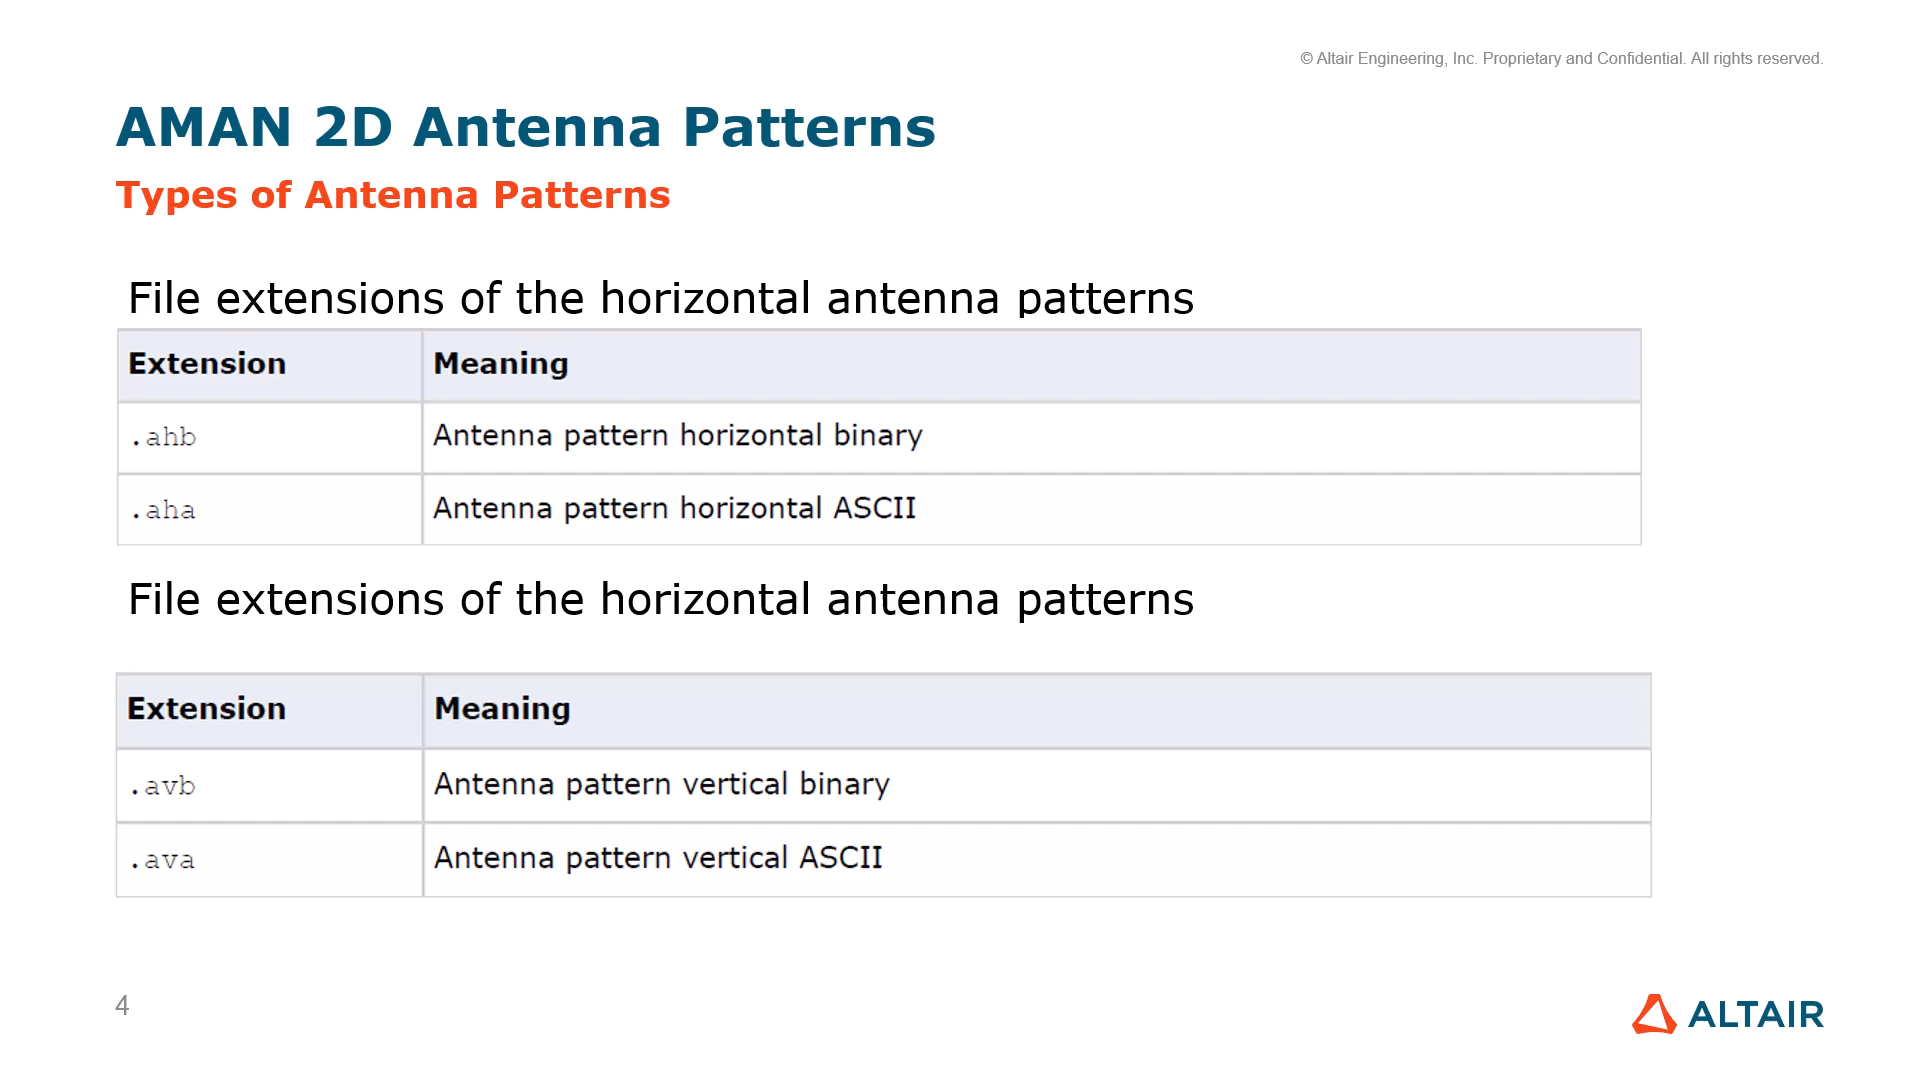 © Altair Engineering, Inc. Proprietary and Confidential. All rights reserved.
AMAN 2D Antenna Patterns
Types of Antenna Patterns
File extensions of the horizontal antenna patterns
Extension Meaning
.ahb Antenna pattern horizontal binary
.aha Antenna pattern horizontal ASCII
File extensions of the horizontal antenna patterns
Extension Meaning
.avb Antenna pattern vertical binary
.ava Antenna pattern vertical ASCII
4
ALTAIR